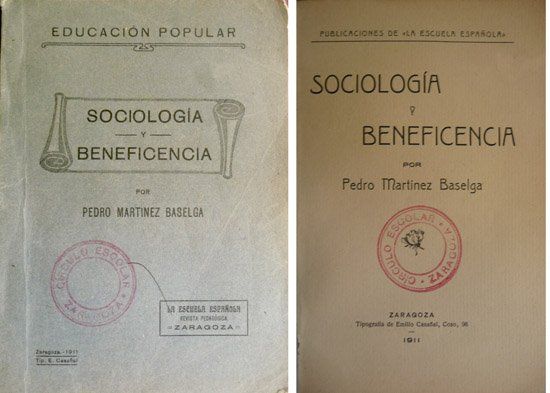 EDUCACIÓN POPULAR
SOCIOLOGÍA
Y
BENEFICENCIA
POR
PEDRO MARTINEZ BASELGA
CÍRCULO ESCOLAR
ZARAGOZA
LA ESCUELA ESPAÑOLA
REVISTA PEDAGÓGICA
ZARAGOZA
Zaragoza.-1911
Tip. E. Casañal
PUBLICACIONES DE «LA ESCUELA ESPAÑOLA»
SOCIOLOGÍA
Y
BENEFICENCIA
POR
Pedro Martínez Baselga
CÍRCULO ESCOLAR
ZARAGOZA
ZARAGOZA
Tipografía de Emilio Casañal, Coso, 98
1911